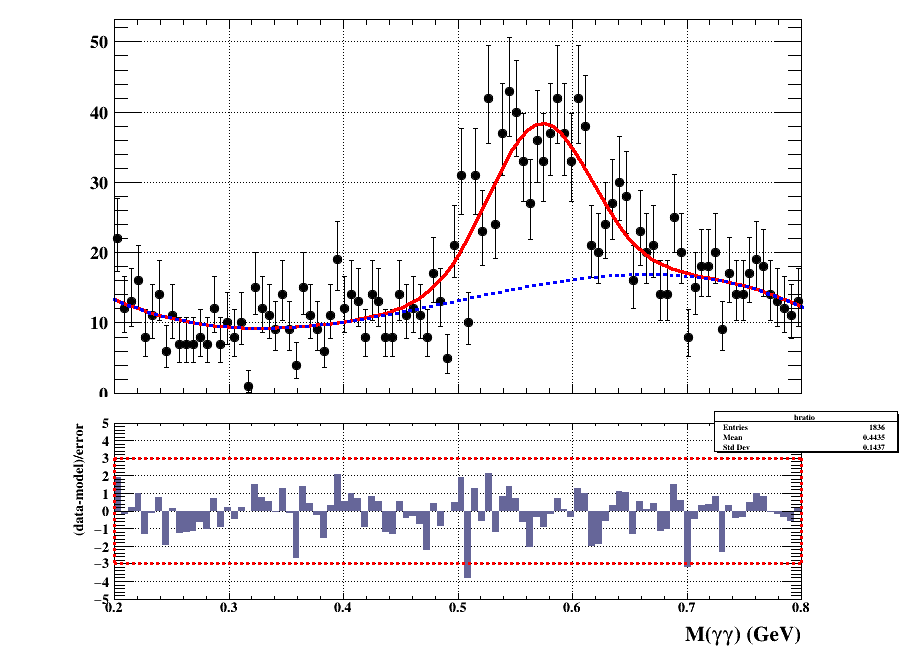 50
40
30
20
10
0
hratio
Entries 1836
Mean 0.4435
Std Dev 0.1437
(data-model)/error
5
4
3
2
1
0
−1
−2
−3
−4
−5
0.2 0.3 0.4 0.5 0.6 0.7 0.8
M(γγ) (GeV)